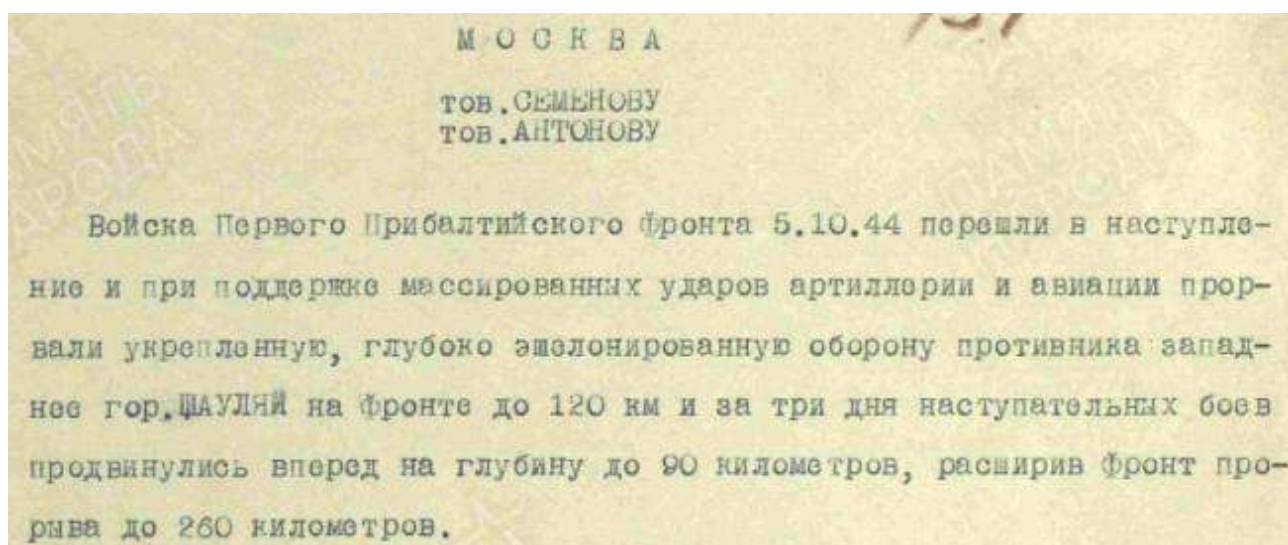 МОСКВА
тов.СЕМЕНОВУ
тов.АНТОНОВУ
Войска Первого Прибалтийского Фронта 5.10.44 перешли в наступле-
ние и при поддержке массированных ударов артиллерии и авиации прор-
вали укрепленную, глубоко эшелонированную оборону противника запад-
нее гор.ШАУЛЯЙ на фронте до 120 км и за три дня наступательных боев
продвинулись вперед на глубину до 90 километров, расширив фронт про-
рыва до 260 километров.
ПАМЯТЬ
НАРОДА